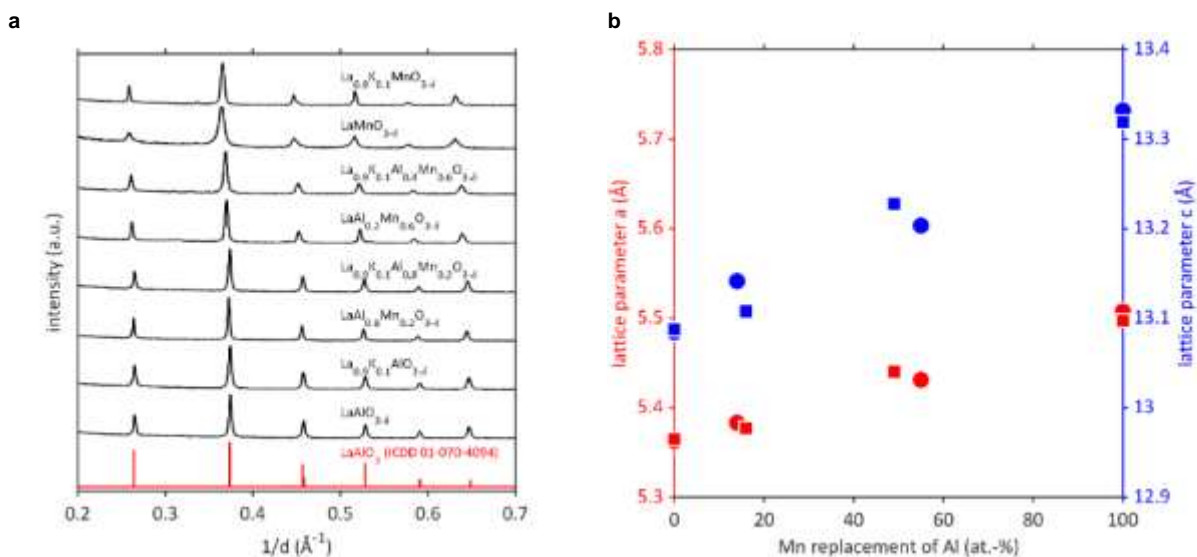 a
La₀.₉K₀.₁MnO₃₋δ
LaMnO₃₋δ
La₀.₉K₀.₁Al₀.₄Mn₀.₆O₃₋δ
LaAl₀.₂Mn₀.₆O₃₋δ
La₀.₉K₀.₁Al₀.₈Mn₀.₂O₃₋δ
LaAl₀.₈Mn₀.₂O₃₋δ
La₀.₉K₀.₁AlO₃₋δ
LaAlO₃₋δ
LaAlO₃ (ICDD 01-070-4094)
intensity (a.u.)
0.2 0.3 0.4 0.5 0.6 0.7
1/d (Å⁻¹)
b
5.8
5.7
5.6
5.5
5.4
5.3
lattice parameter a (Å)
13.4
13.3
13.2
13.1
13
12.9
lattice parameter c (Å)
0 20 40 60 80 100
Mn replacement of Al (at.-%)